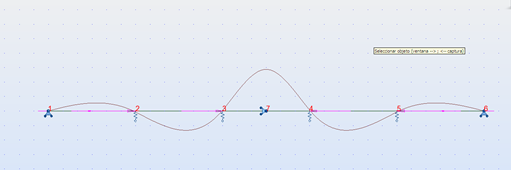 Seleccionar objeto [ventana --> ; <-- captura]
1 2 3 7 4 5 6